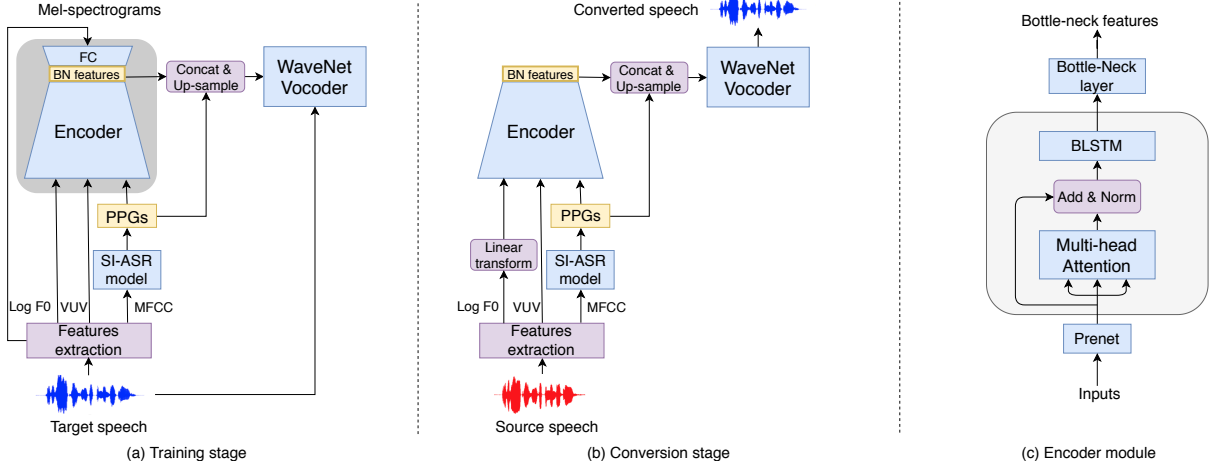 Mel-spectrograms
FC
BN features
Encoder
Concat &
Up-sample
WaveNet
Vocoder
PPGs
SI-ASR
model
Log F0
VUV
MFCC
Features
extraction
Target speech
(a) Training stage
Converted speech
BN features
Encoder
Concat &
Up-sample
WaveNet
Vocoder
PPGs
Linear
transform
SI-ASR
model
Log F0
VUV
MFCC
Features
extraction
Source speech
(b) Conversion stage
Bottle-neck features
Bottle-Neck
layer
BLSTM
Add & Norm
Multi-head
Attention
Prenet
Inputs
(c) Encoder module